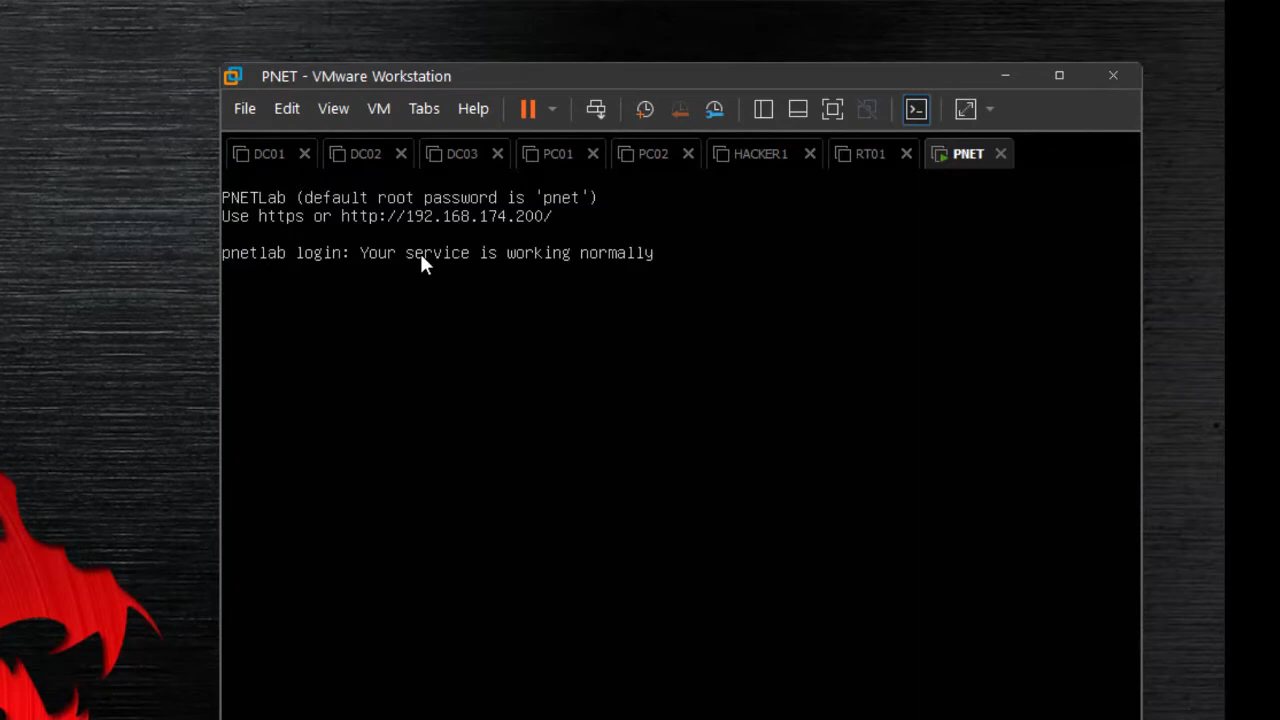 PNET - VMware Workstation
File Edit View VM Tabs Help
DC01 DC02 DC03 PC01 PC02 HACKER1 RT01 PNET
PNETLab (default root password is 'pnet')
Use https or http://192.168.174.200/
pnetlab login: Your service is working normally